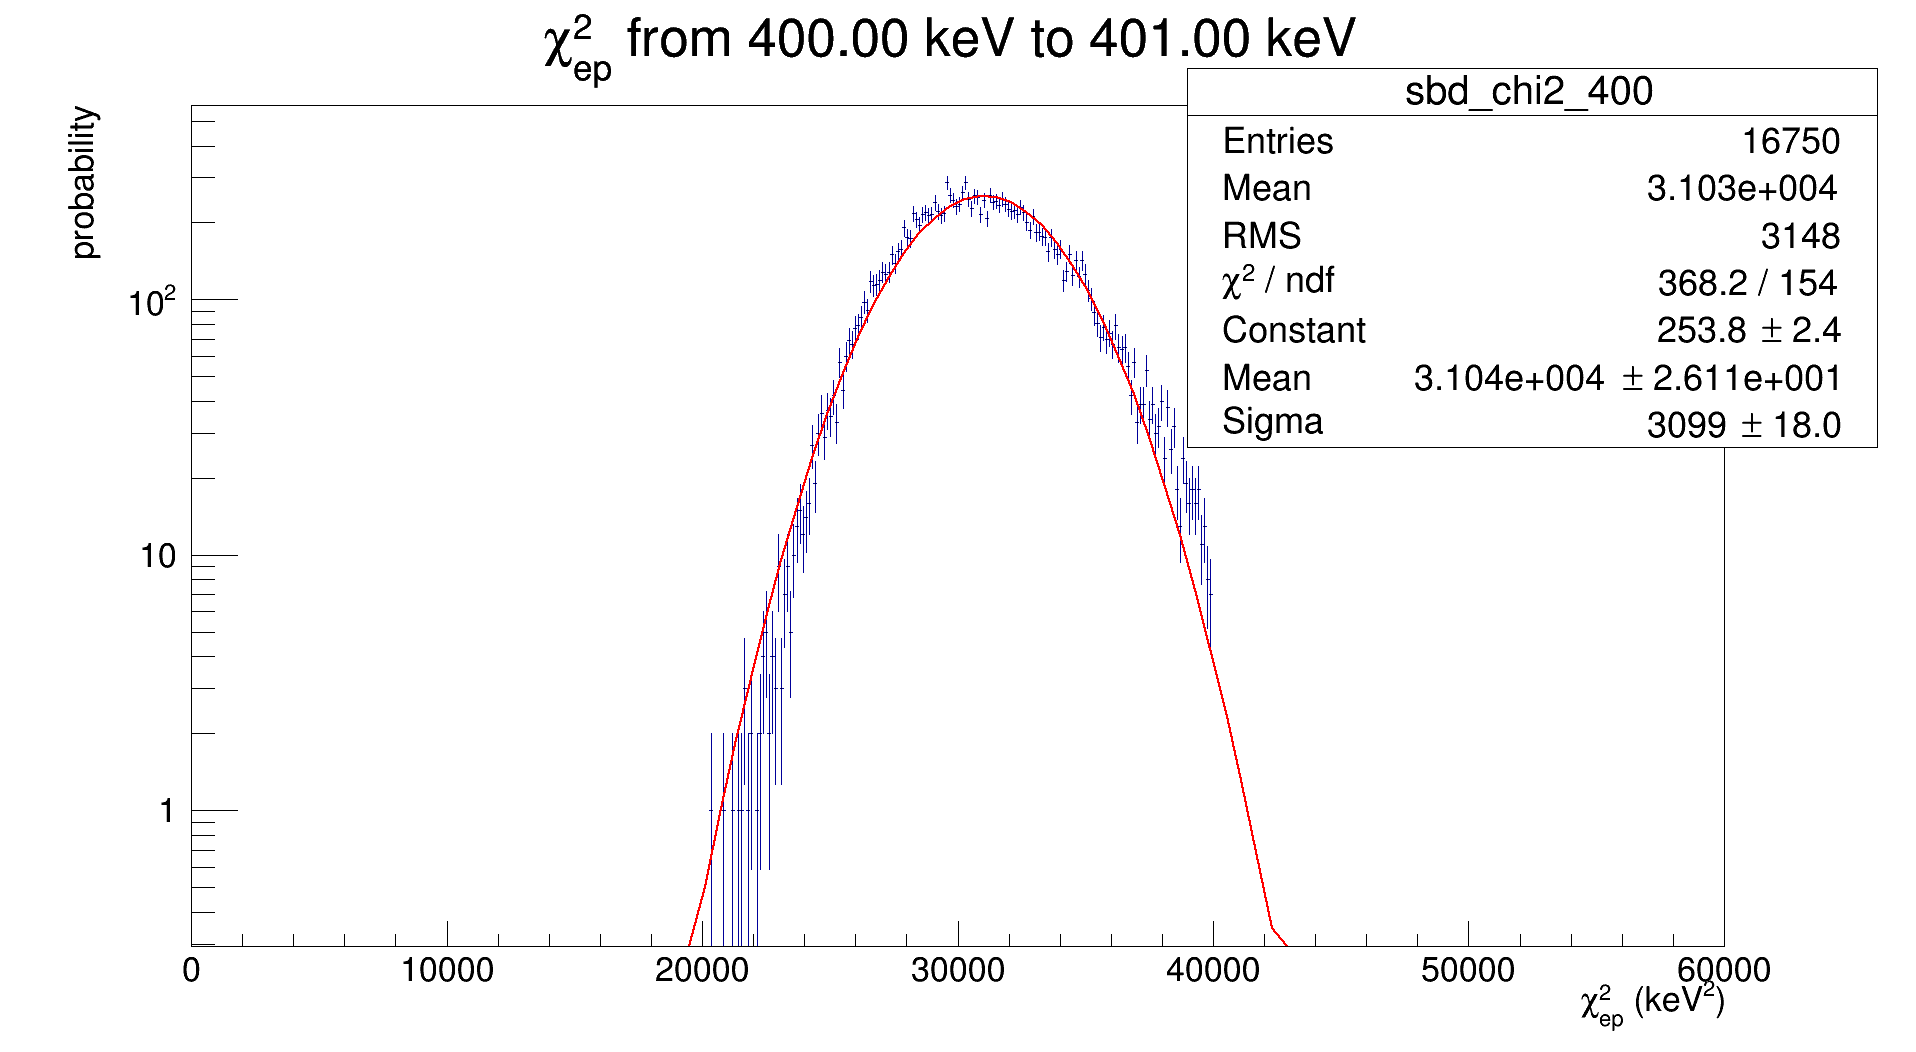 χ²ep from 400.00 keV to 401.00 keV
sbd_chi2_400
Entries 16750
Mean 3.103e+004
RMS 3148
χ² / ndf 368.2 / 154
Constant 253.8 ± 2.4
Mean 3.104e+004 ± 2.611e+001
Sigma 3099 ± 18.0
probability
10²
10
1
0 10000 20000 30000 40000 50000 60000
χ²ep (keV²)